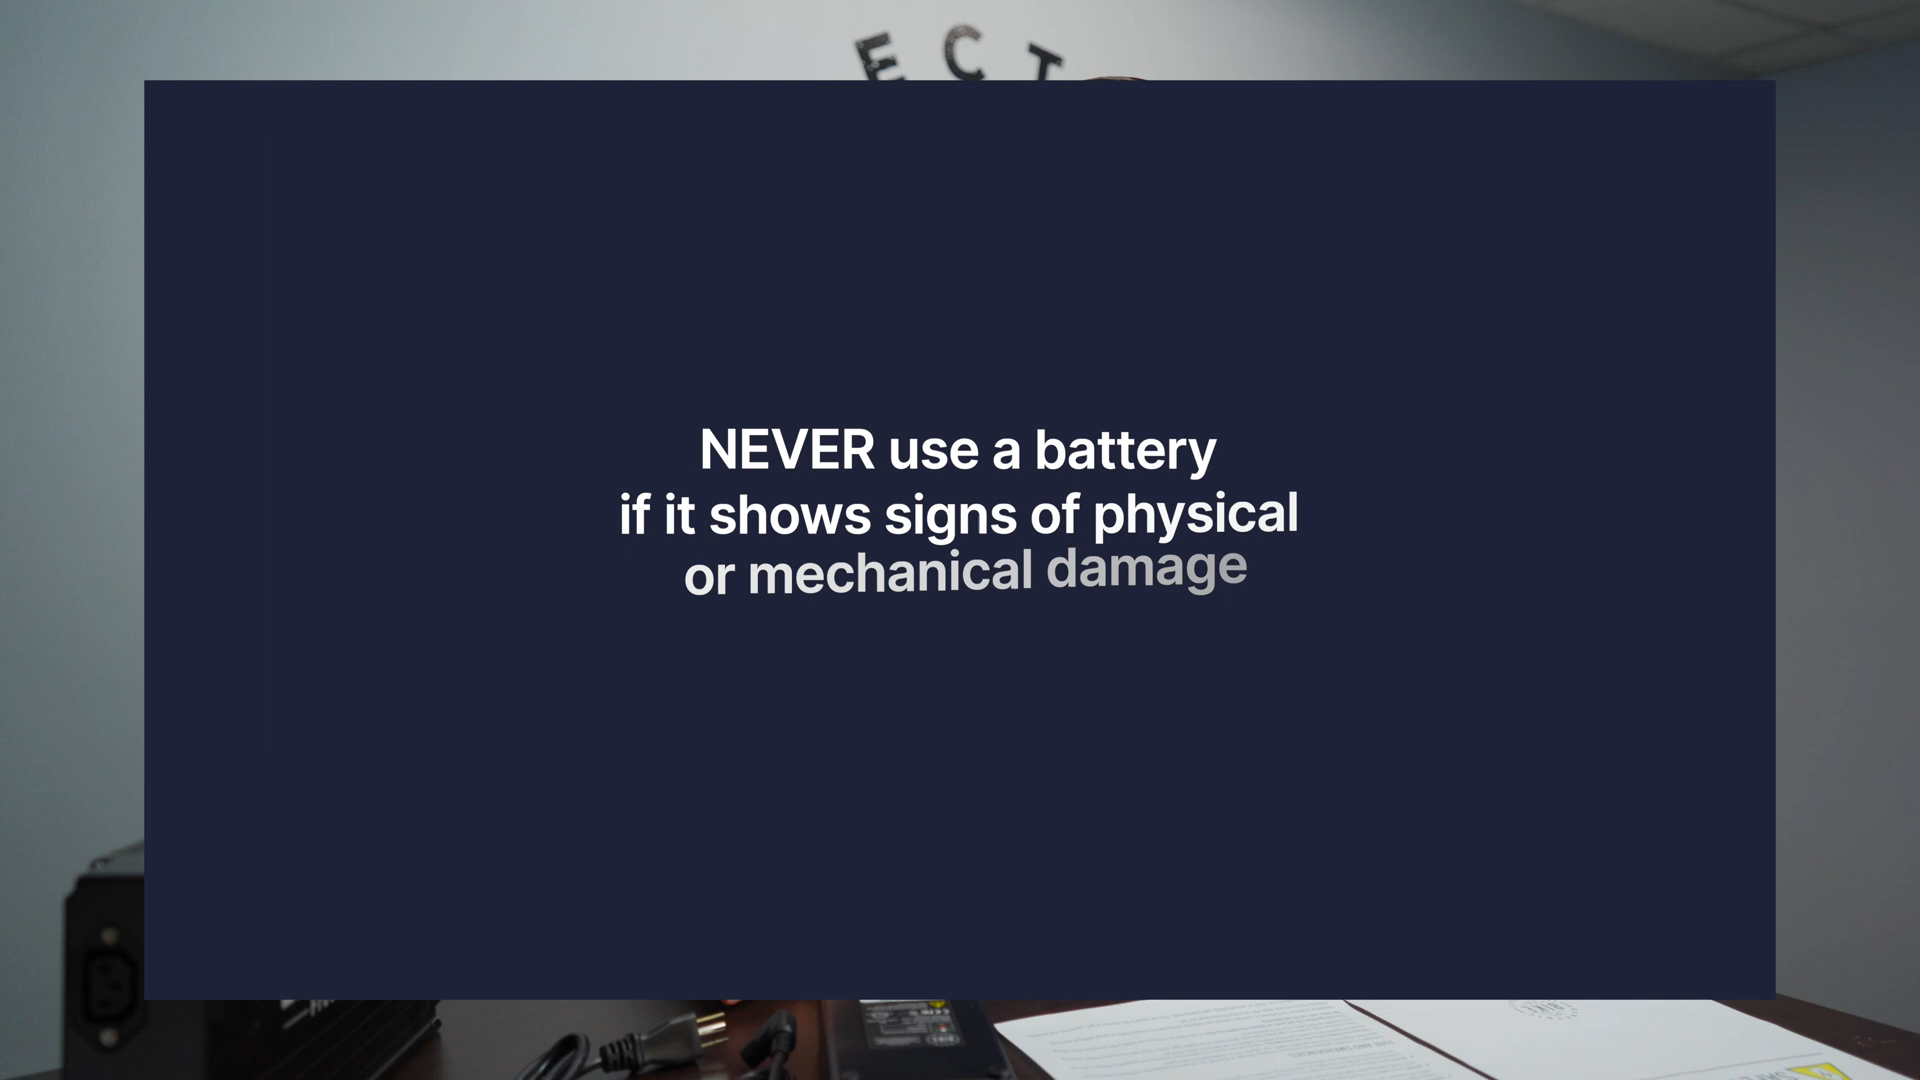 E C T
NEVER use a battery
if it shows signs of physical
or mechanical damage